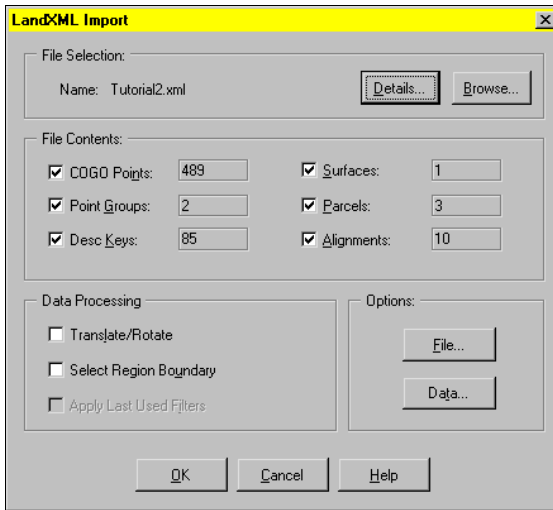 LandXML Import
File Selection:
Name: Tutorial2.xml
Details...
Browse...
File Contents:
COGO Points: 489
Surfaces: 1
Point Groups: 2
Parcels: 3
Desc Keys: 85
Alignments: 10
Data Processing
Translate/Rotate
Select Region Boundary
Apply Last Used Filters
Options:
File...
Data...
OK
Cancel
Help